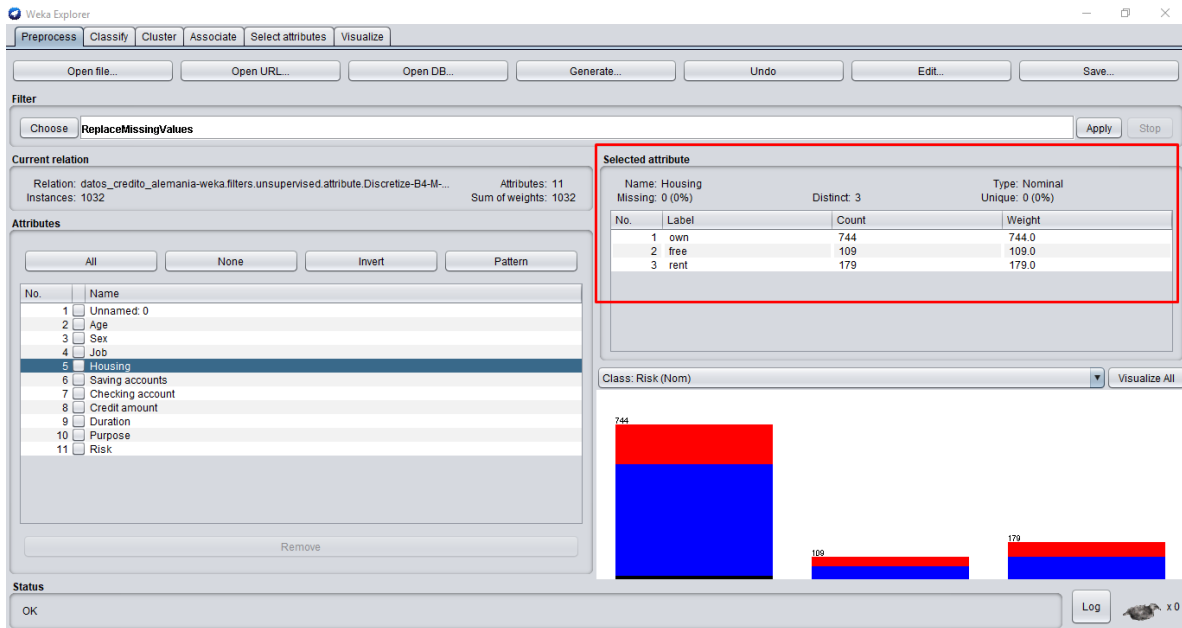 Weka Explorer
Preprocess Classify Cluster Associate Select attributes Visualize
Open file... Open URL... Open DB... Generate... Undo Edit... Save...
Filter
Choose ReplaceMissingValues Apply Stop
Current relation
Relation: datos_credito_alemania-weka.filters.unsupervised.attribute.Discretize-B4-M-... Attributes: 11
Instances: 1032 Sum of weights: 1032
Attributes
All None Invert Pattern
No. Name
1 Unnamed: 0
2 Age
3 Sex
4 Job
5 Housing
6 Saving accounts
7 Checking account
8 Credit amount
9 Duration
10 Purpose
11 Risk
Remove
Selected attribute
Name: Housing Type: Nominal
Missing: 0 (0%) Distinct: 3 Unique: 0 (0%)
No. Label Count Weight
1 own 744 744.0
2 free 109 109.0
3 rent 179 179.0
Class: Risk (Nom) Visualize All
744
109
179
Status
OK
Log x 0